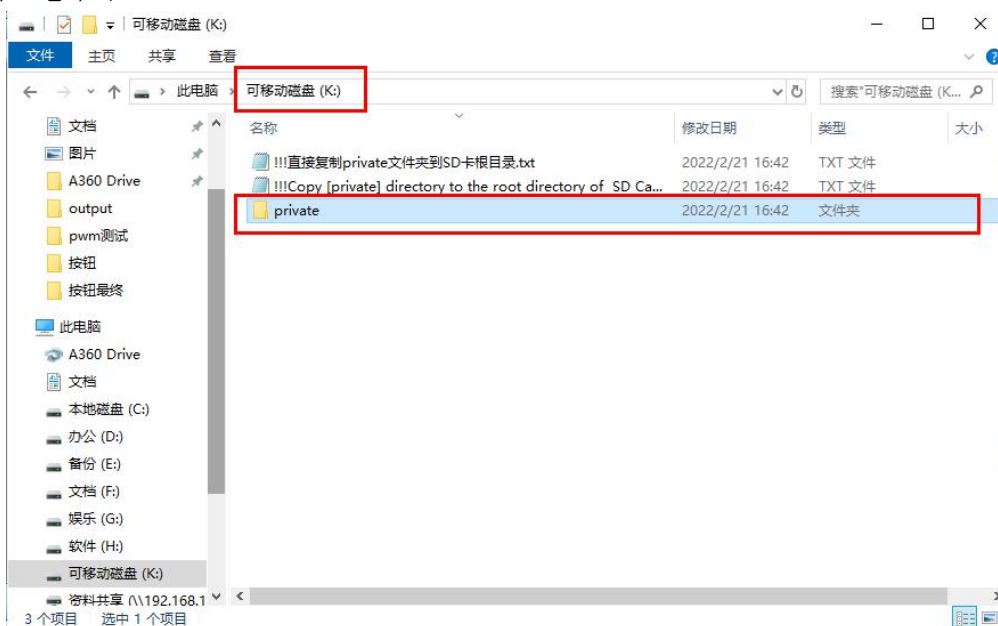 可移动磁盘 (K:)
文件 主页 共享 查看
此电脑 › 可移动磁盘 (K:) 搜索"可移动磁盘 (K...
名称 修改日期 类型 大小
文档
图片
A360 Drive
output
pwm测试
按钮
按钮最终
此电脑
A360 Drive
文档
本地磁盘 (C:)
办公 (D:)
备份 (E:)
文档 (F:)
娱乐 (G:)
软件 (H:)
可移动磁盘 (K:)
资料共享 (\\192.168.1
!!!直接复制private文件夹到SD卡根目录.txt 2022/2/21 16:42 TXT 文件
!!!Copy [private] directory to the root directory of SD Ca... 2022/2/21 16:42 TXT 文件
private 2022/2/21 16:42 文件夹
3 个项目 选中 1 个项目